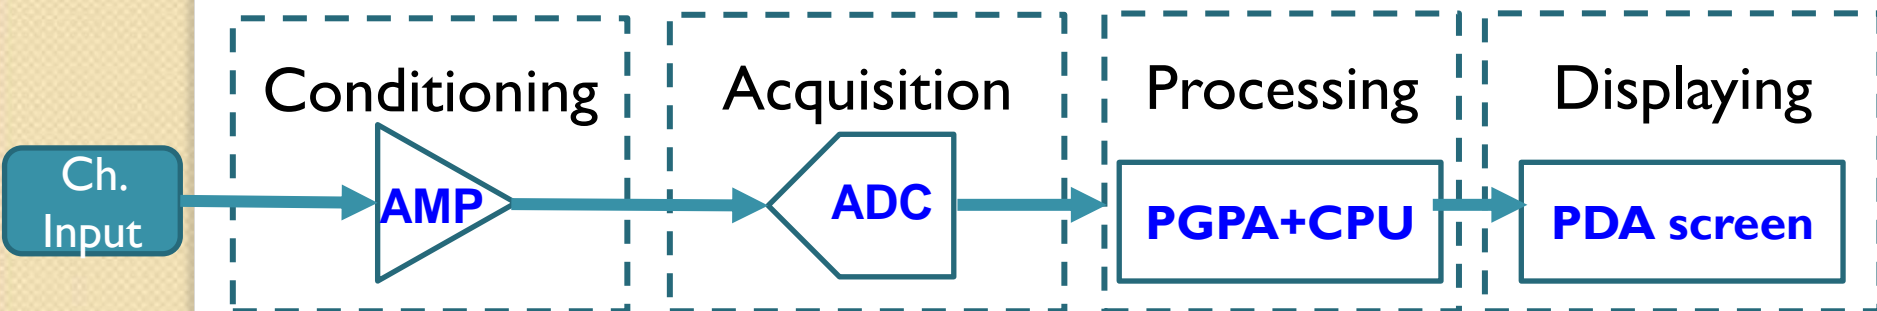 Conditioning
Acquisition
Processing
Displaying
Ch.
Input
AMP
ADC
PGPA+CPU
PDA screen